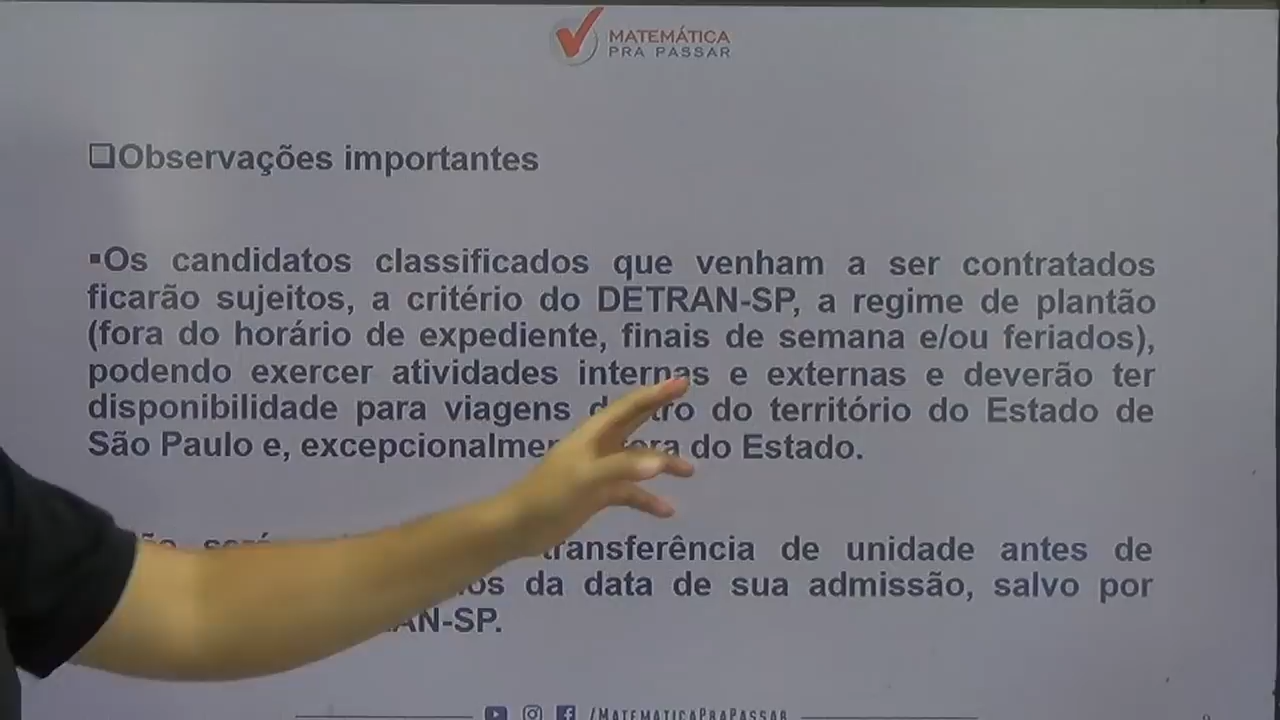 MATEMÁTICA
PRA PASSAR
❑Observações importantes
▪Os candidatos classificados que venham a ser contratados
ficarão sujeitos, a critério do DETRAN-SP, a regime de plantão
(fora do horário de expediente, finais de semana e/ou feriados),
podendo exercer atividades internas e externas e deverão ter
disponibilidade para viagens do território do Estado de
São Paulo e, do Estado.
transferência de unidade antes de
da data de sua admissão, salvo por
/MATEMATICAPRAPASSAR